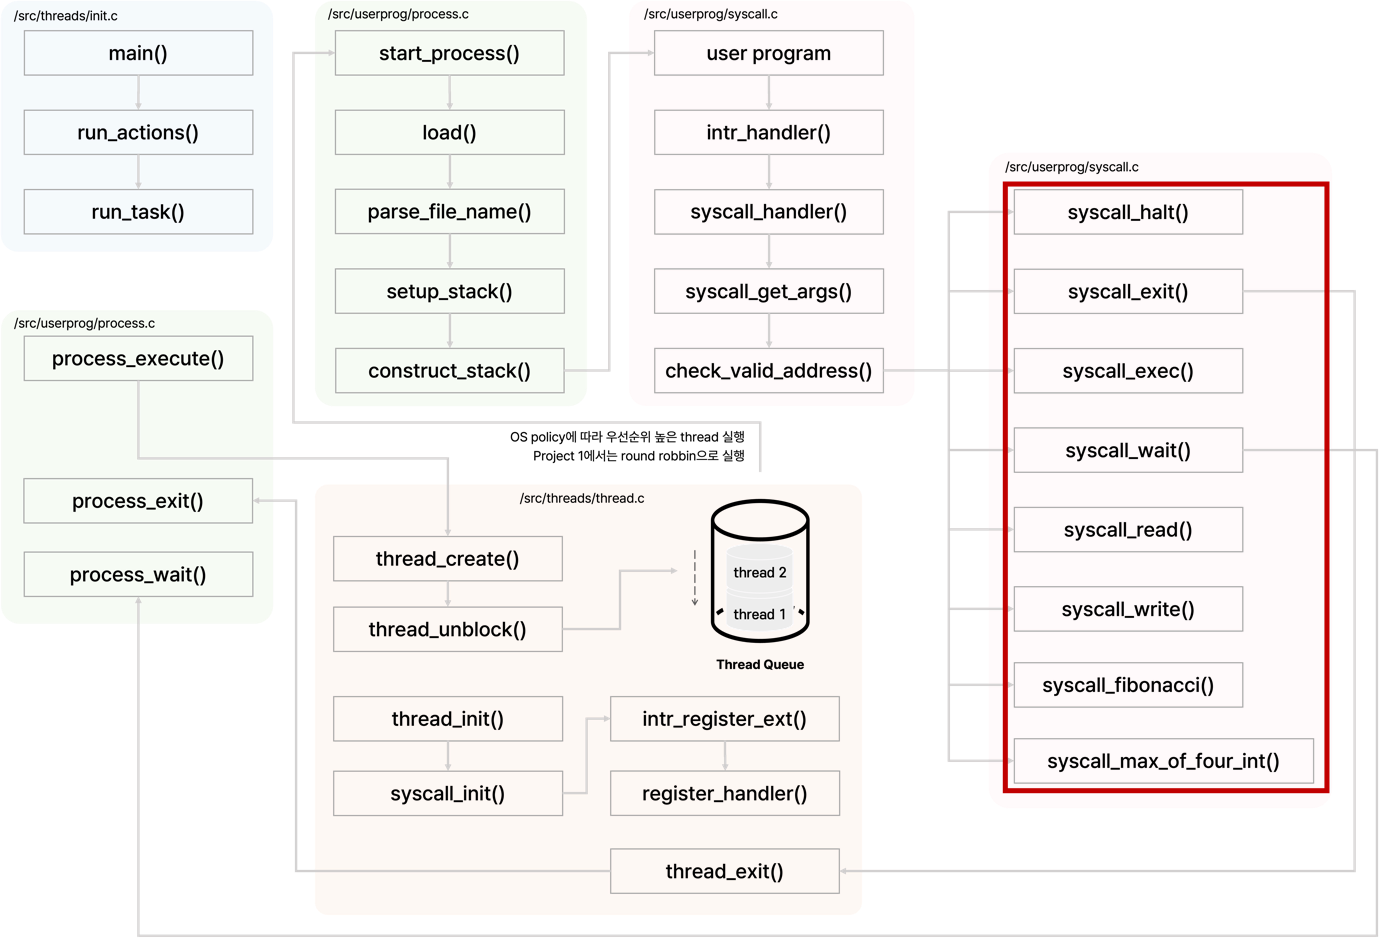 /src/threads/init.c
main()
run_actions()
run_task()
/src/userprog/process.c
process_execute()
process_exit()
process_wait()
/src/userprog/process.c
start_process()
load()
parse_file_name()
setup_stack()
construct_stack()
/src/userprog/syscall.c
user program
intr_handler()
syscall_handler()
syscall_get_args()
check_valid_address()
OS policy에 따라 우선순위 높은 thread 실행
Project 1에서는 round robbin으로 실행
/src/threads/thread.c
thread_create()
thread_unblock()
thread 2
thread 1
Thread Queue
thread_init()
syscall_init()
intr_register_ext()
register_handler()
thread_exit()
/src/userprog/syscall.c
syscall_halt()
syscall_exit()
syscall_exec()
syscall_wait()
syscall_read()
syscall_write()
syscall_fibonacci()
syscall_max_of_four_int()